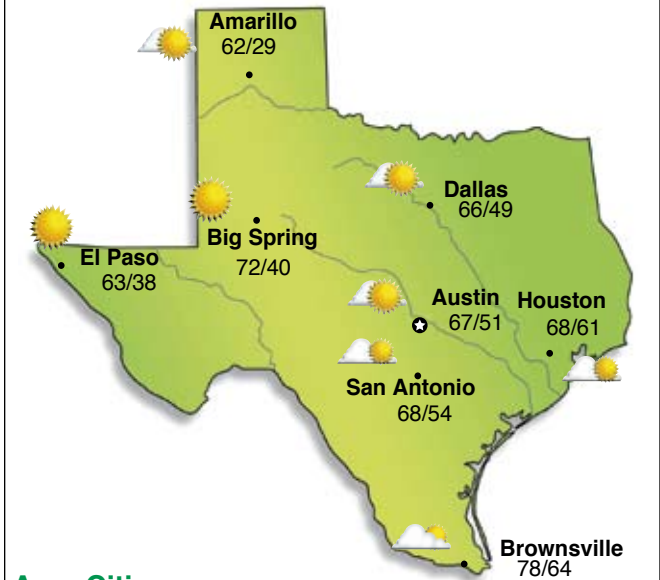 Amarillo
62/29
Dallas
66/49
Big Spring
72/40
El Paso
63/38
Austin
67/51
Houston
68/61
San Antonio
68/54
Brownsville
78/64